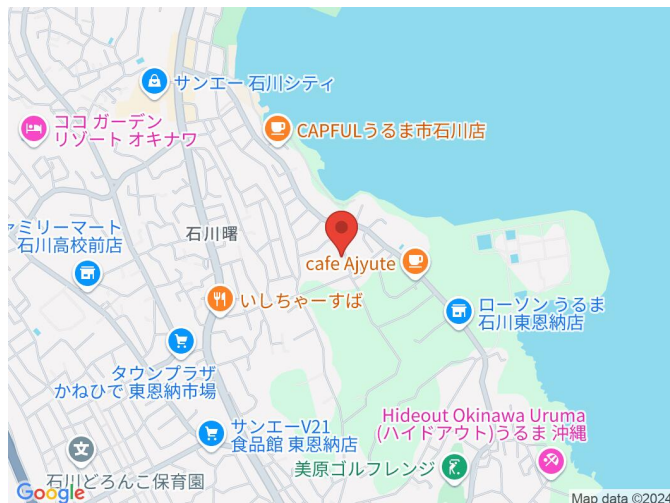 サンエー 石川シティ
ココ ガーデン
リゾート オキナワ
CAPFULうるま市石川店
ァミリーマート
石川高校前店
石川曙
cafe Ajyute
いしちゃーすば
ローソン うるま
石川東恩納店
タウンプラザ
かねひで 東恩納市場
サンエーV21
食品館 東恩納店
Hideout Okinawa Uruma
(ハイドアウト)うるま 沖縄
石川どろんこ保育園
美原ゴルフレンジ
Google
Map data ©2024